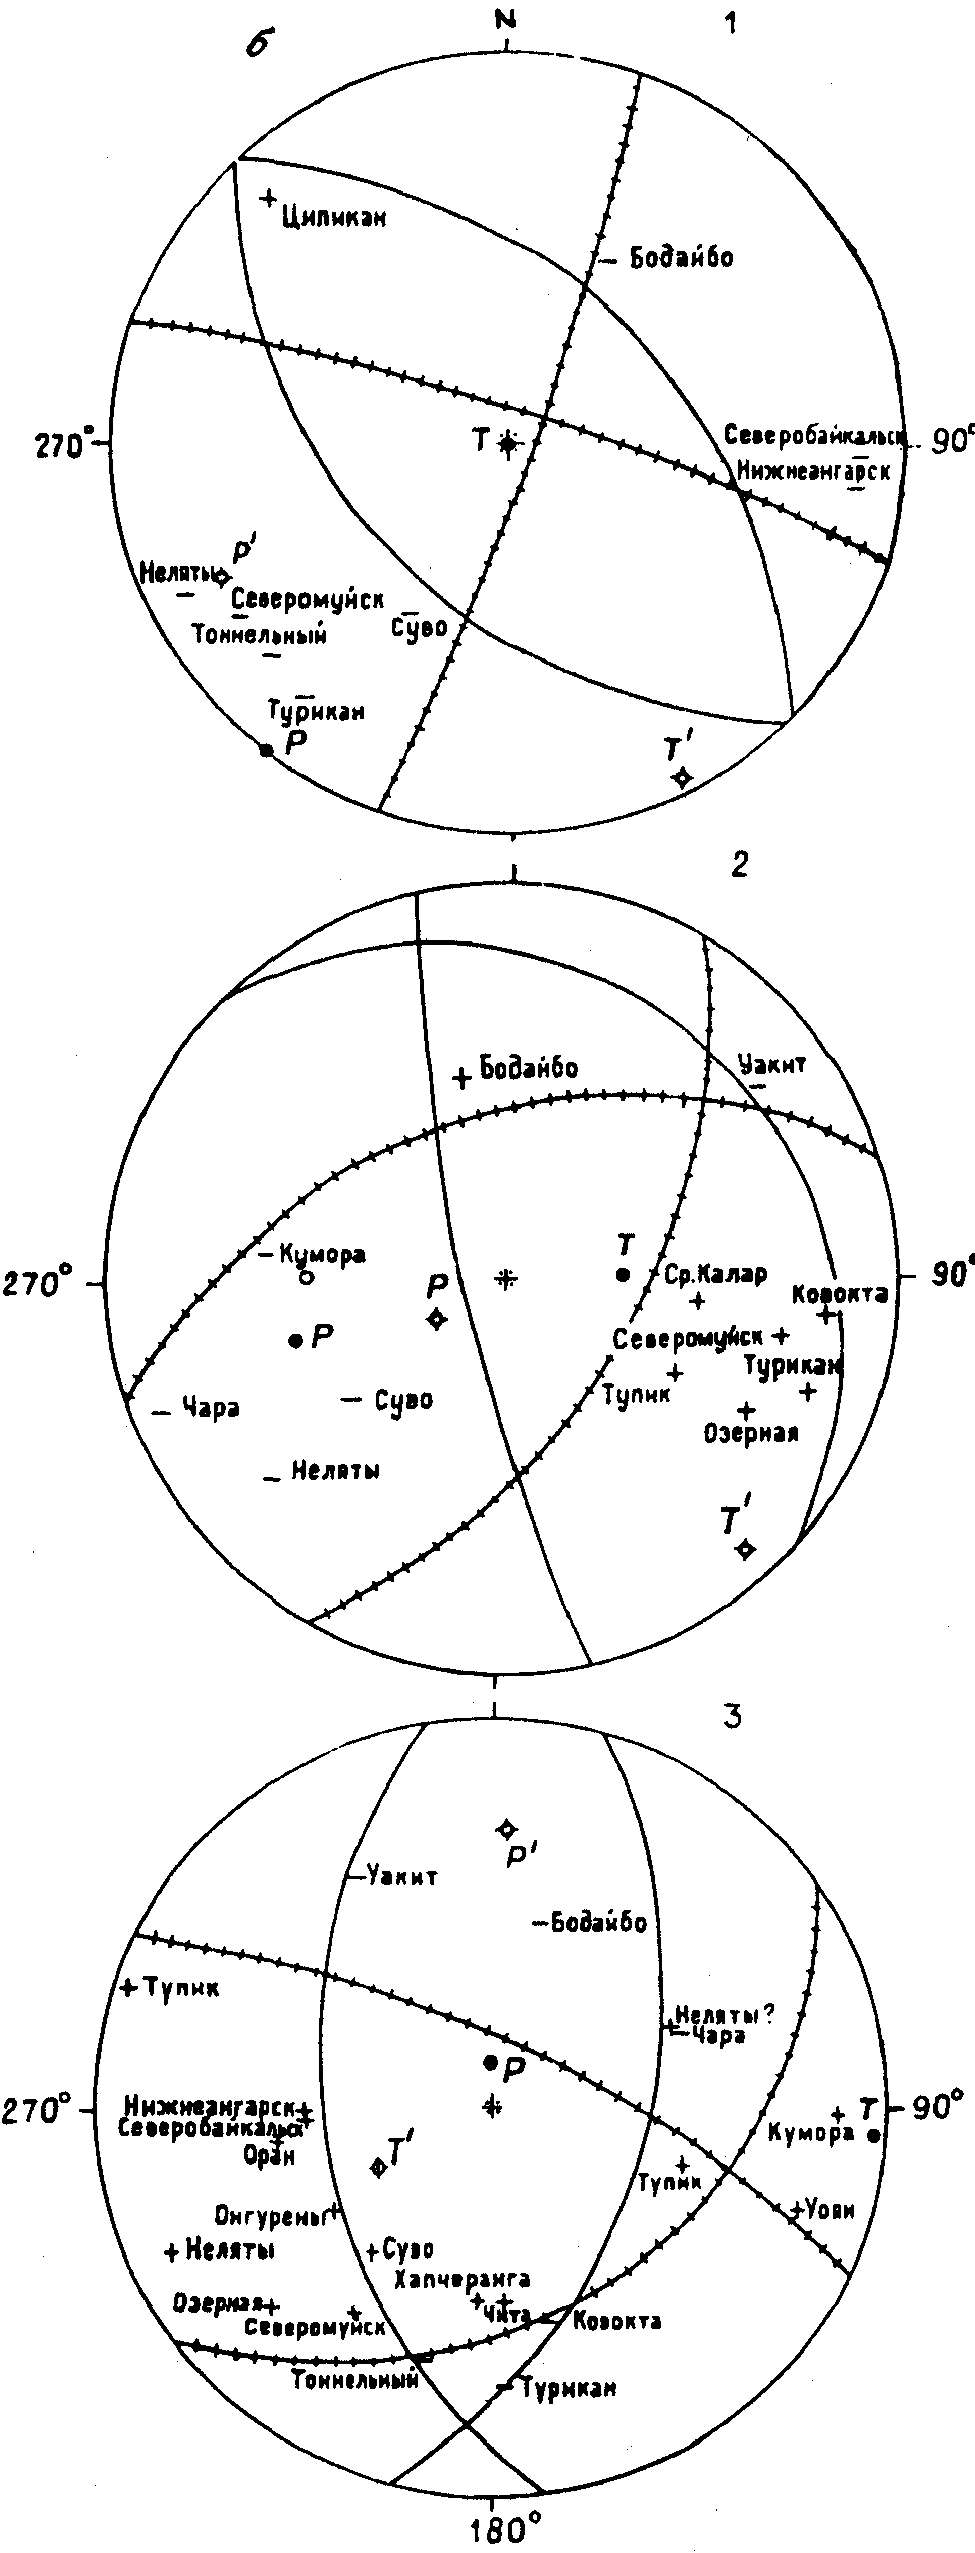 б
N
1
Ципикан
Бодайбо
Северобайкальск
270°
T
90°
Нижнеангарск
P'
Неляты
Северомуйск
Тоннельный
Суво
Турикан
P
T'
2
Бодайбо
Уакит
Кумора
T
270°
P
Ср.Калар
90°
Ковокта
P
Северомуйск
Турикан
Чара
Суво
Тупик
Озерная
Неляты
T'
3
P'
Уакит
Бодайбо
Тупик
Неляты?
Чара
P
270°
Нижнеангарск
T
90°
Северобайкальск
Кумора
Оран
T'
Тупик
Онгурены
Уоян
Неляты
Суво
Хапчеранга
Озерная
Чита
Ковокта
Северомуйск
Тоннельный
Турикан
180°